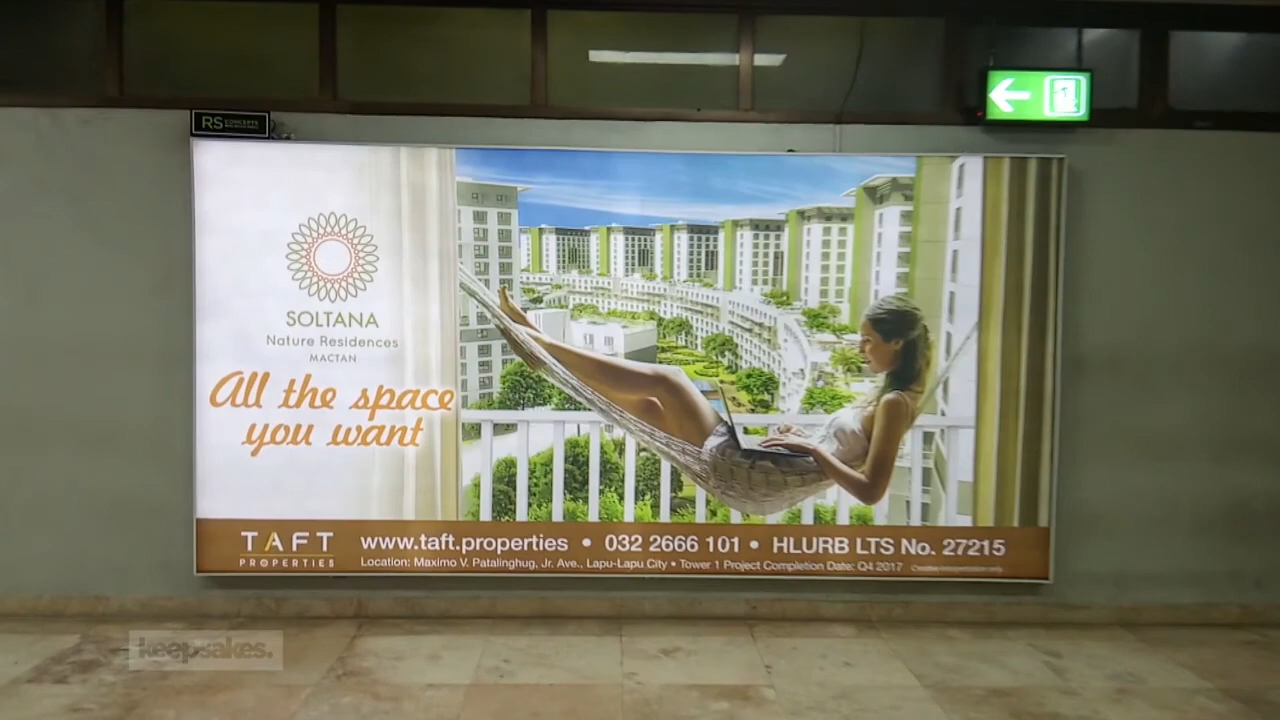 RS CONCEPTS
SOLTANA
Nature Residences
MACTAN
All the space
you want
TAFT
PROPERTIES
www.taft.properties • 032 2666 101 • HLURB LTS No. 27215
Location: Maximo V. Patalinghug, Jr. Ave., Lapu-Lapu City • Tower 1 Project Completion Date: Q4 2017
keepsakes.